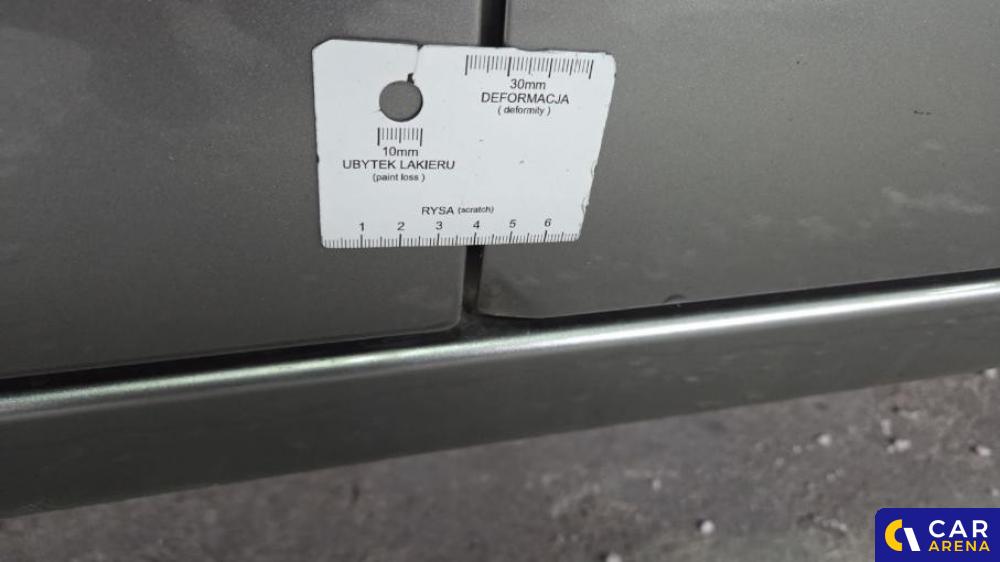 30mm
DEFORMACJA
( deformity )
10mm
UBYTEK LAKIERU
(paint loss )
RYSA (scratch)
1 2 3 4 5 6
CAR
ARENA